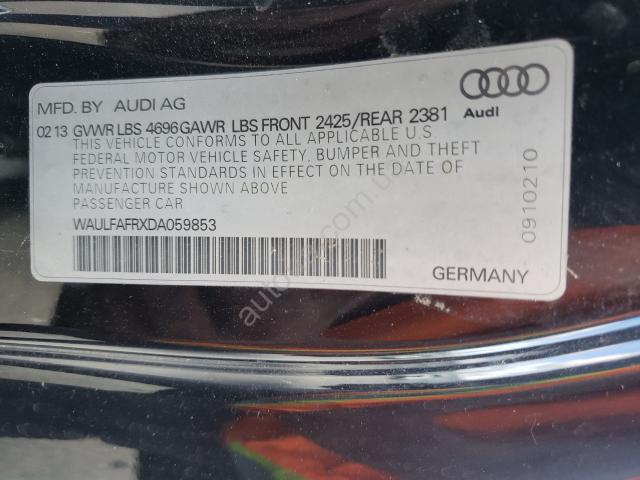 MFD. BY AUDI AG
Audi
02 13 GVWR LBS 4696GAWR LBS FRONT 2425/REAR 2381
THIS VEHICLE CONFORMS TO ALL APPLICABLE U.S.
FEDERAL MOTOR VEHICLE SAFETY, BUMPER AND THEFT
PREVENTION STANDARDS IN EFFECT ON THE DATE OF
MANUFACTURE SHOWN ABOVE
PASSENGER CAR
WAULFAFRXDA059853
GERMANY
0910210